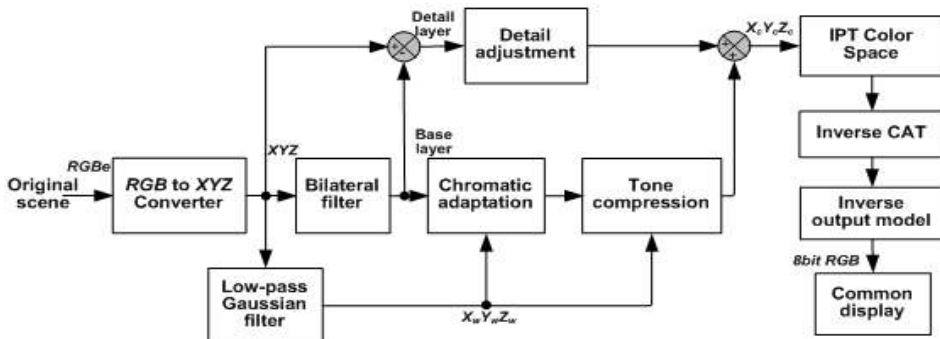 Detail
layer
Detail
adjustment
XcYcZc
IPT Color
Space
+
-
+
+
Inverse CAT
Base
layer
RGBe
XYZ
Original
scene
RGB to XYZ
Converter
Bilateral
filter
Chromatic
adaptation
Tone
compression
Inverse
output model
8bit RGB
Low-pass
Gaussian
filter
XwYwZw
Common
display